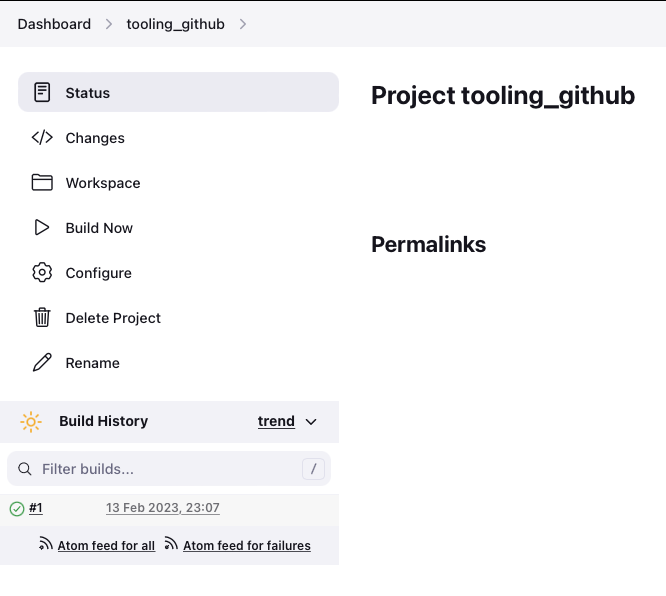 Dashboard > tooling_github >
Status
Changes
Workspace
Build Now
Configure
Delete Project
Rename
Build History trend
Filter builds... /
#1 13 Feb 2023, 23:07
Atom feed for all Atom feed for failures
Project tooling_github
Permalinks